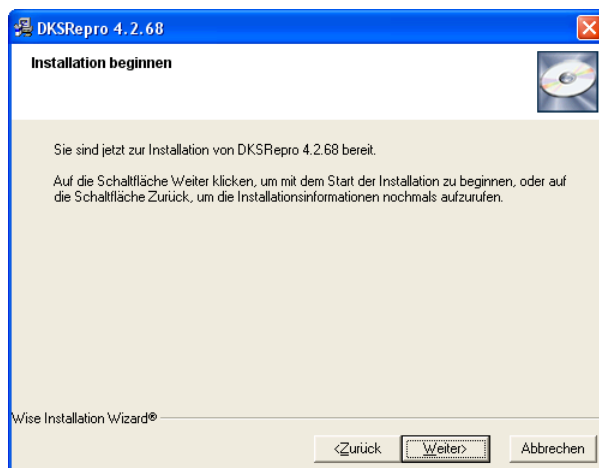 DKSRepro 4.2.68
Installation beginnen
Sie sind jetzt zur Installation von DKSRepro 4.2.68 bereit.
Auf die Schaltfläche Weiter klicken, um mit dem Start der Installation zu beginnen, oder auf
die Schaltfläche Zurück, um die Installationsinformationen nochmals aufzurufen.
Wise Installation Wizard®
<Zurück Weiter> Abbrechen